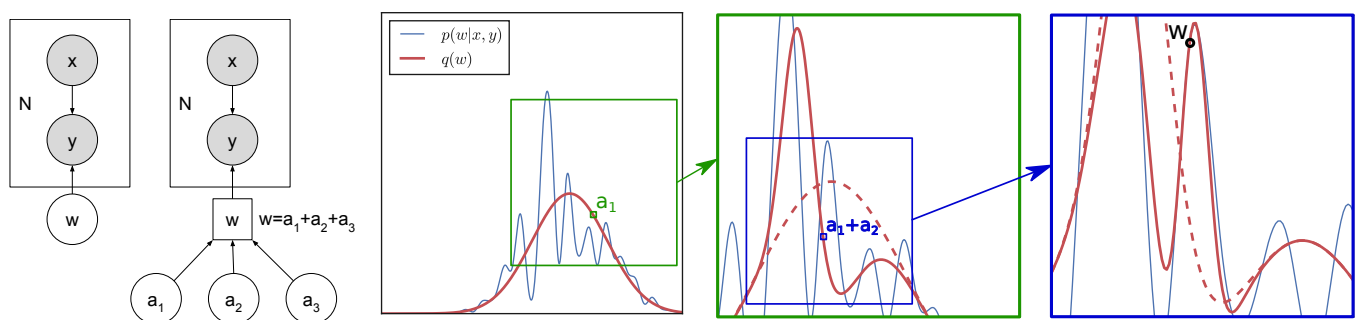 x
N
y
w
x
N
y
w
w=a₁+a₂+a₃
a₁
a₂
a₃
p(w|x, y)
q(w)
a₁
a₁+a₂
w